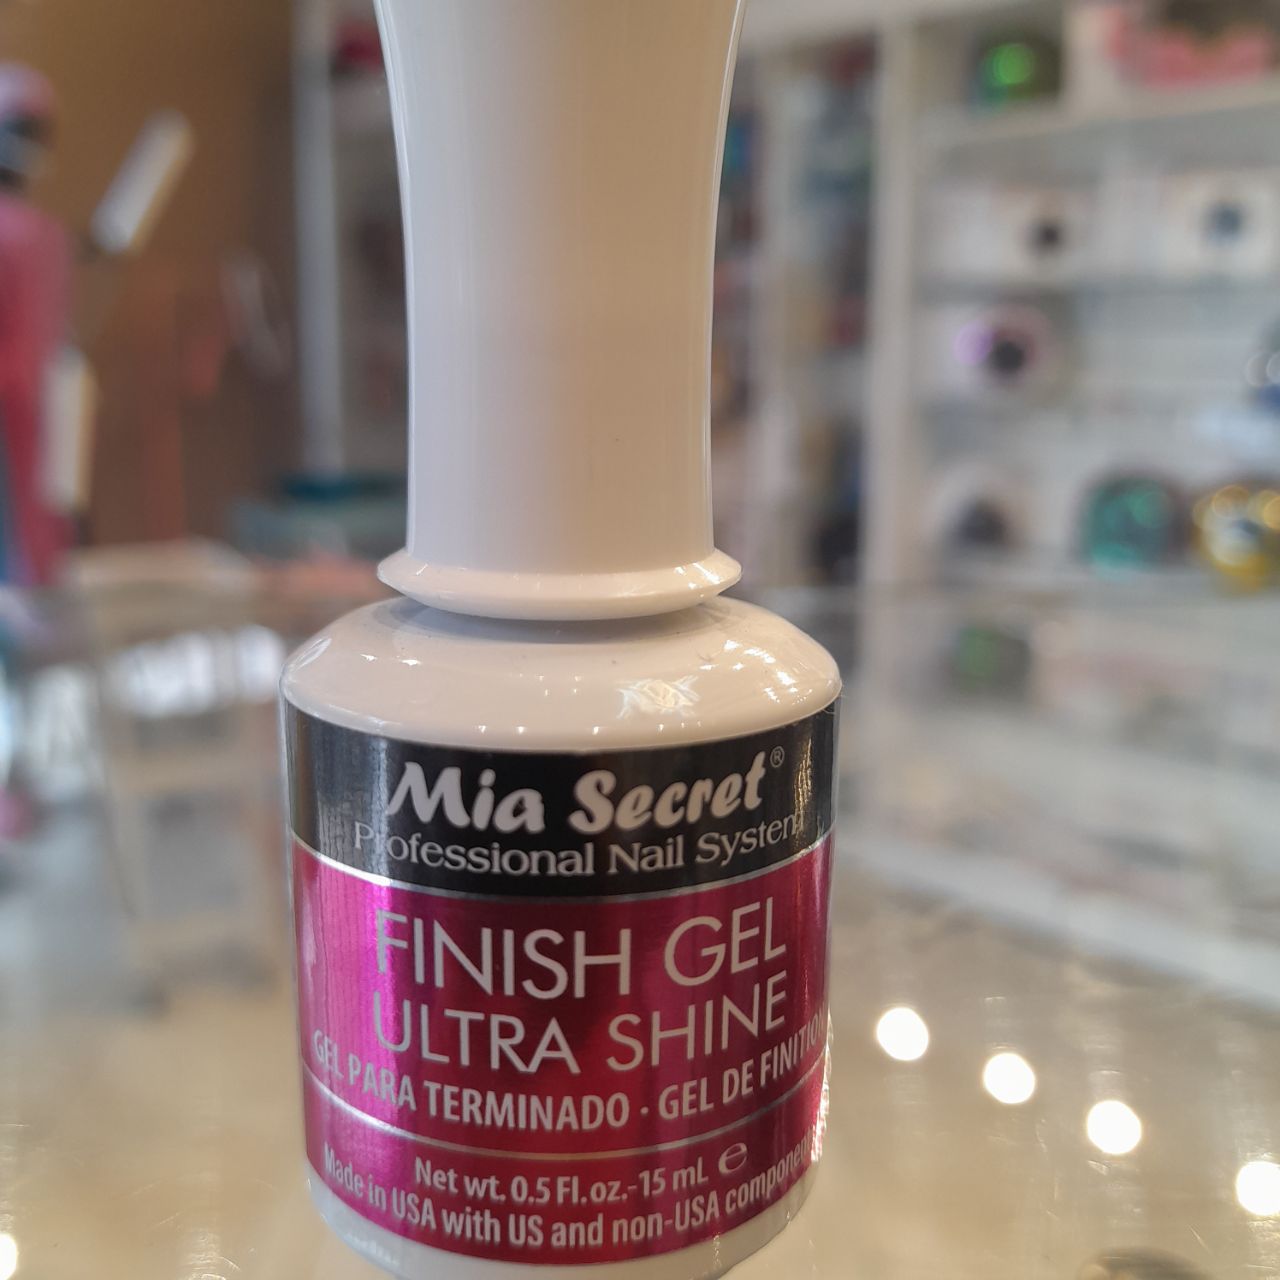 Mia Secret®
Professional Nail System
FINISH GEL
ULTRA SHINE
GEL PARA TERMINADO · GEL DE FINITION
Net wt. 0.5 Fl.oz.-15 mL ℮
Made in USA with US and non-USA component